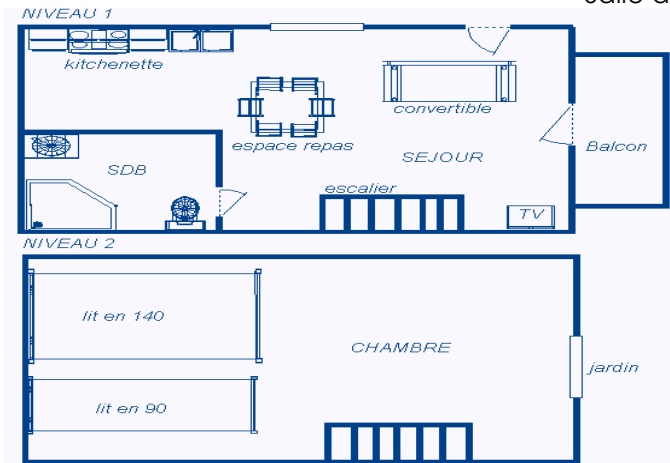 NIVEAU 1
kitchenette
convertible
espace repas
SEJOUR
Balcon
SDB
escalier
TV
NIVEAU 2
lit en 140
CHAMBRE
jardin
lit en 90